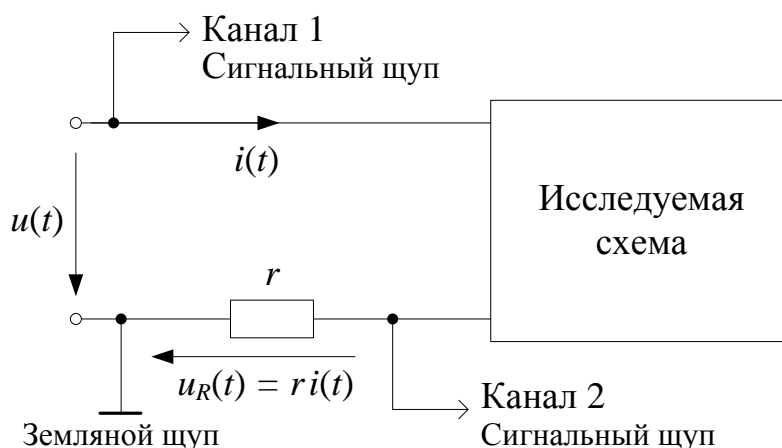 Канал 1
Сигнальный щуп
i(t)
Исследуемая
схема
u(t)
r
u_R(t) = r i(t)
Канал 2
Земляной щуп
Сигнальный щуп